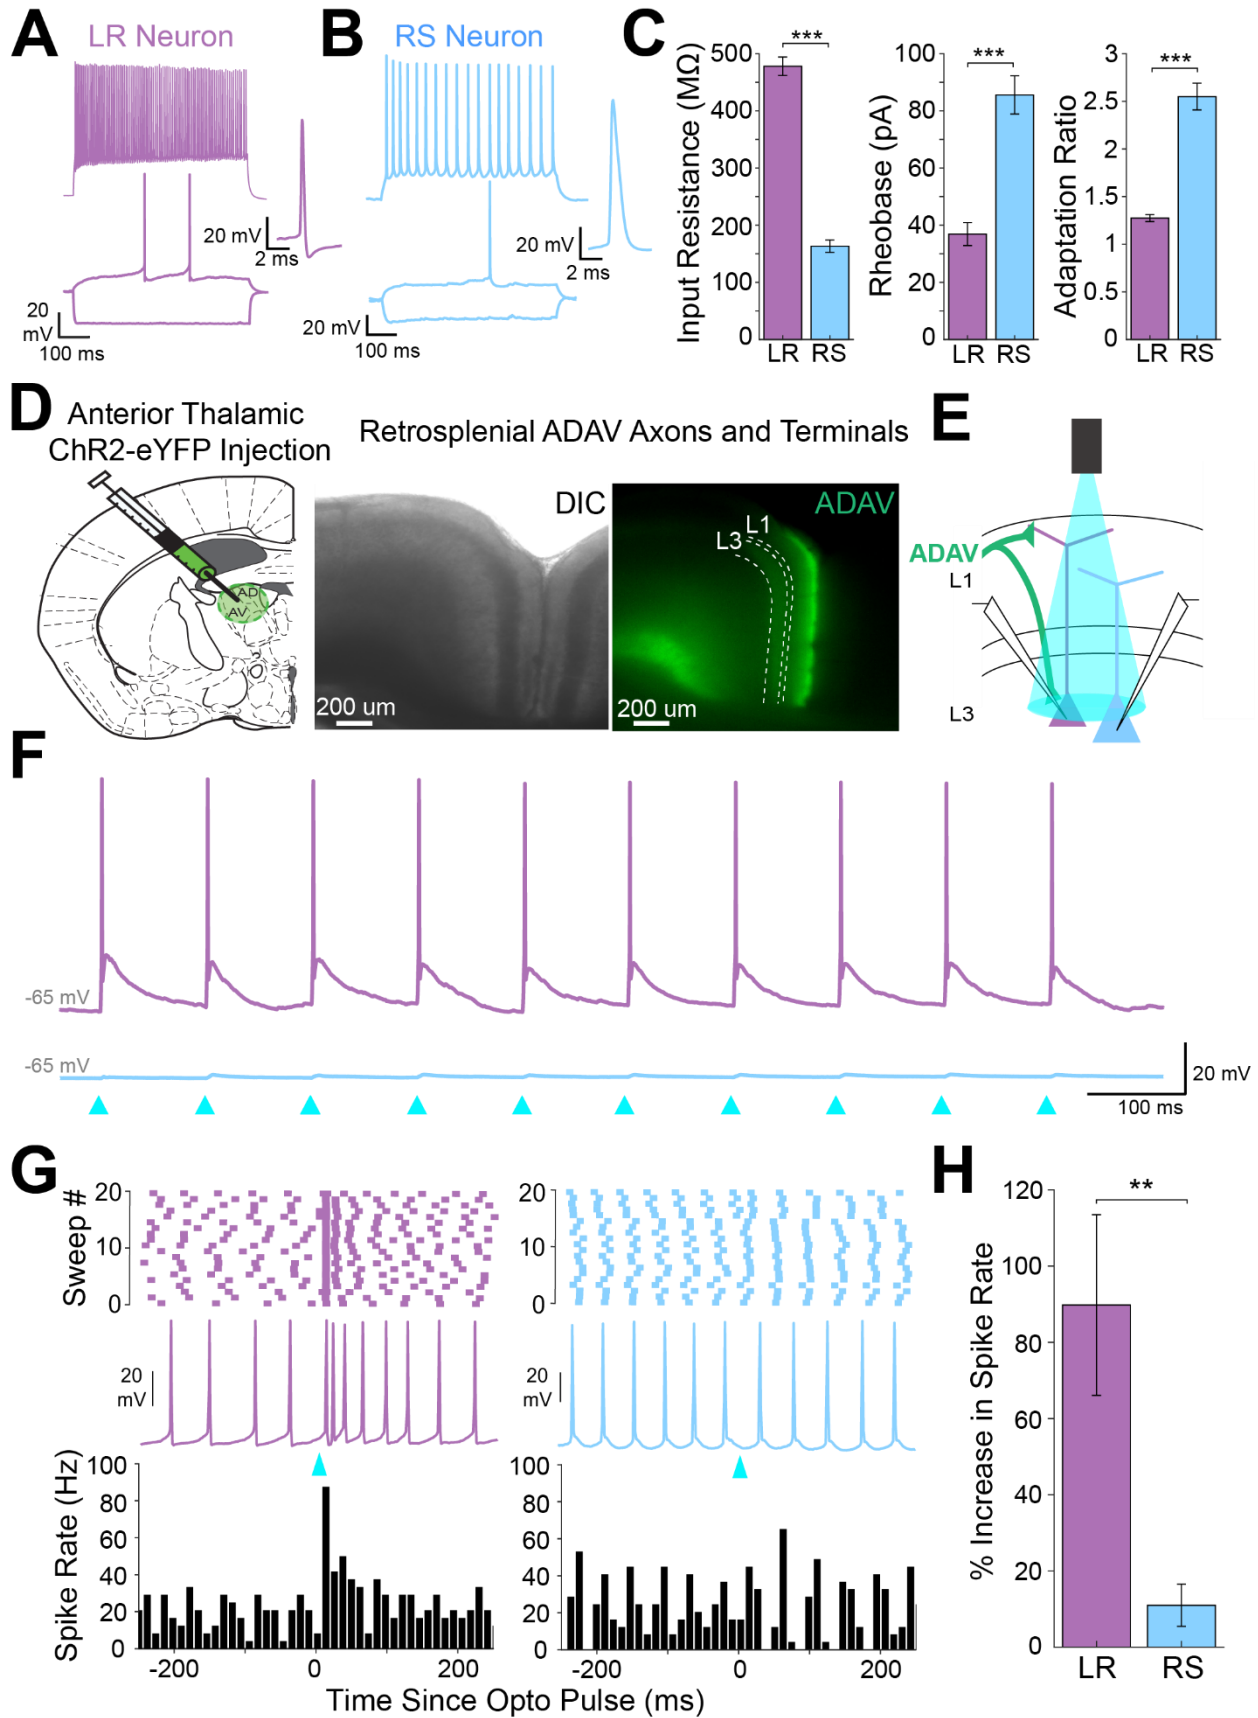 A
LR Neuron
20 mV
2 ms
20
mV
100 ms
B
RS Neuron
20 mV
2 ms
20 mV
100 ms
C
Input Resistance (MΩ)
500
400
300
200
100
0
LR RS
***
Rheobase (pA)
100
80
60
40
20
0
LR RS
***
Adaptation Ratio
3
2.5
2
1.5
1
0.5
0
LR RS
***
D
Anterior Thalamic
ChR2-eYFP Injection
AD
AV
Retrosplenial ADAV Axons and Terminals
DIC
200 um
ADAV
L1
L3
200 um
E
ADAV
L1
L3
F
-65 mV
-65 mV
20 mV
100 ms
G
Sweep #
20
10
0
20
10
0
20
mV
20
mV
Spike Rate (Hz)
100
80
60
40
20
0
-200 0 200
100
80
60
40
20
0
-200 0 200
Time Since Opto Pulse (ms)
H
% Increase in Spike Rate
120
100
80
60
40
20
0
**
LR RS